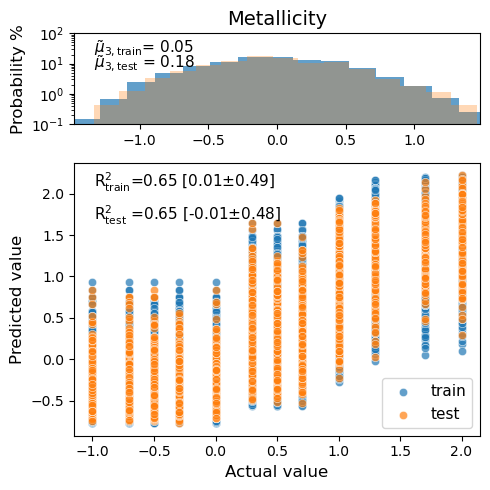 Metallicity
Probability %
10²
10¹
10⁰
10⁻¹
μ̃₃,train= 0.05
μ̃₃,test = 0.18
−1.0 −0.5 0.0 0.5 1.0
Predicted value
2.0
1.5
1.0
0.5
0.0
−0.5
R²train=0.65 [0.01±0.49]
R²test =0.65 [-0.01±0.48]
train
test
−1.0 −0.5 0.0 0.5 1.0 1.5 2.0
Actual value